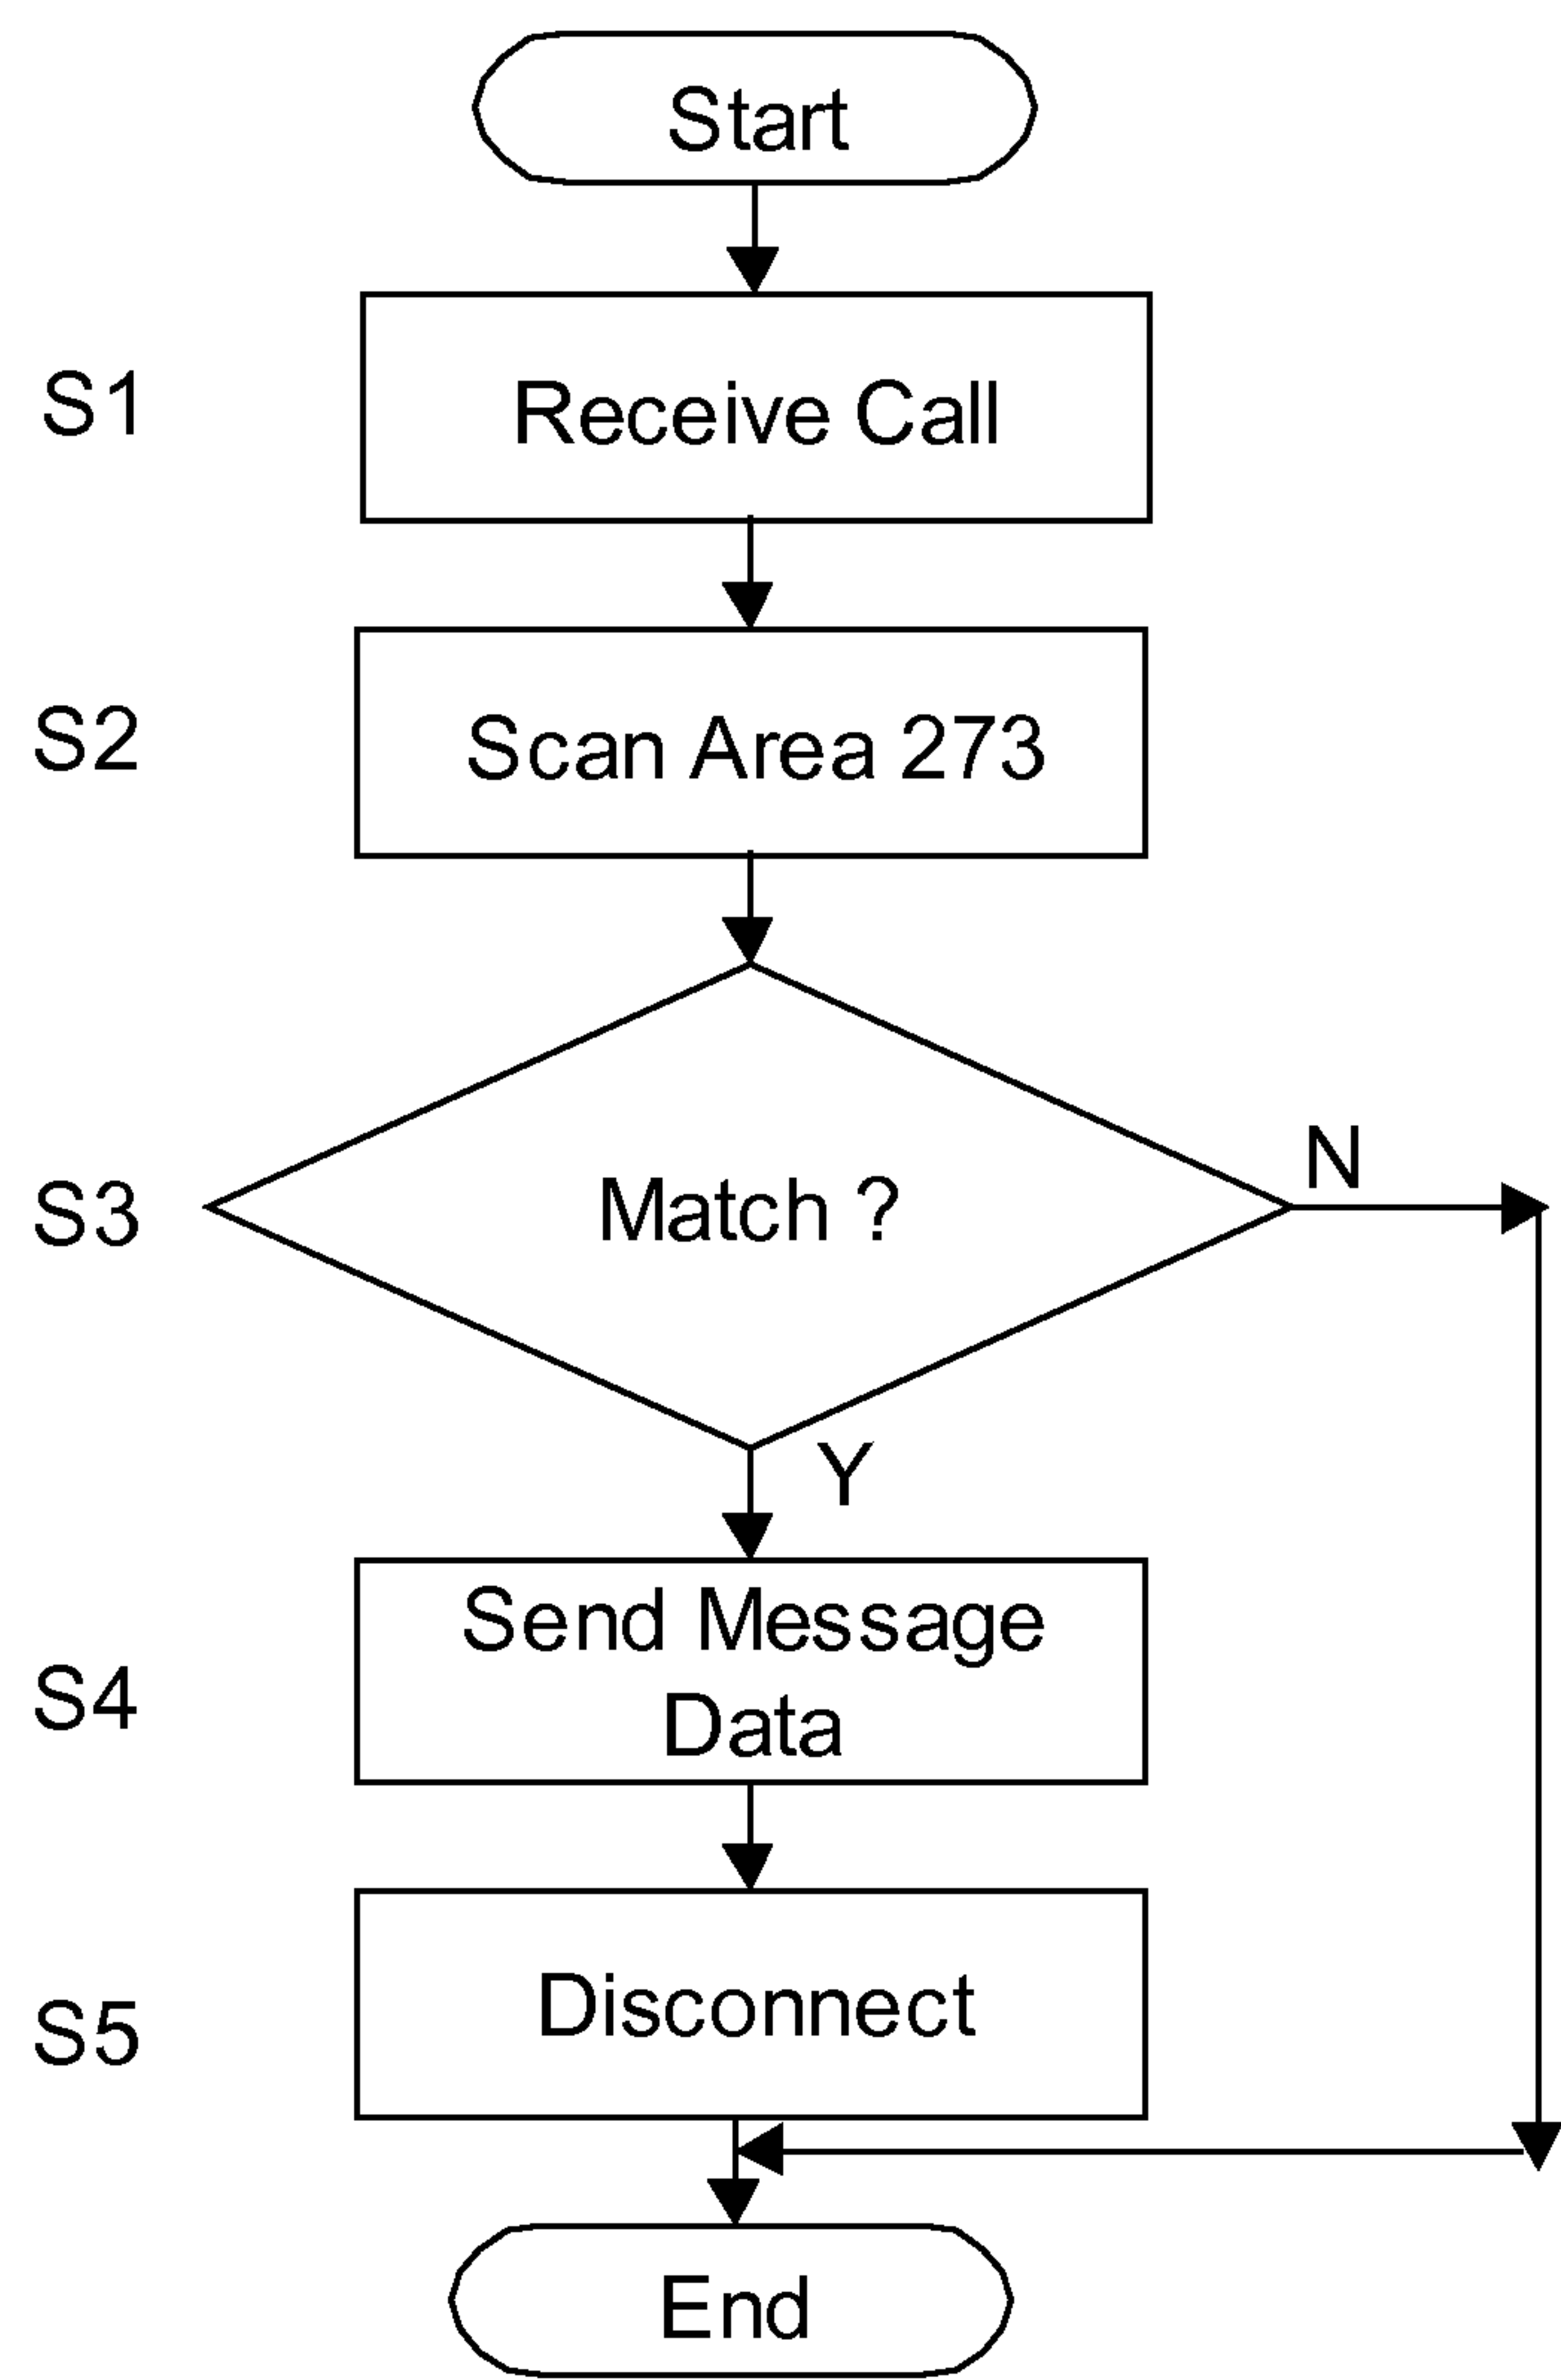 Start
S1
Receive Call
S2
Scan Area 273
S3
Match ?
N
Y
S4
Send Message
Data
S5
Disconnect
End